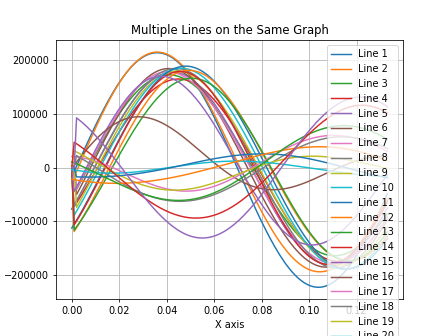 Multiple Lines on the Same Graph
200000
100000
0
−100000
−200000
0.00
0.02
0.04
0.06
0.08
0.10
X axis
Line 1
Line 2
Line 3
Line 4
Line 5
Line 6
Line 7
Line 8
Line 9
Line 10
Line 11
Line 12
Line 13
Line 14
Line 15
Line 16
Line 17
Line 18
Line 19
Line 20